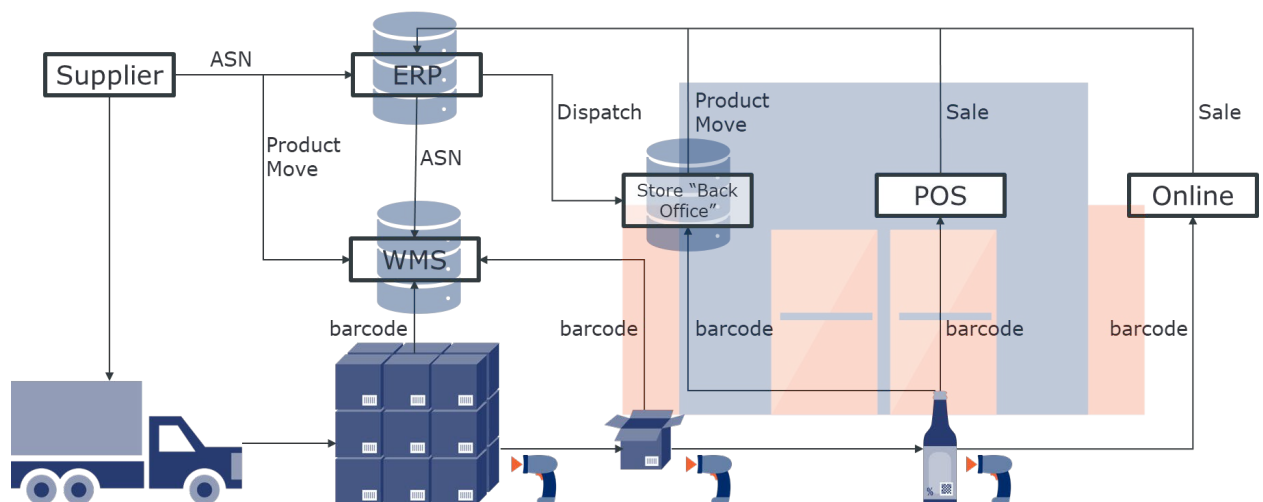 ASN
Supplier
ERP
Product
Move
ASN
Dispatch
Product
Move
Sale
Sale
Store “Back
Office”
POS
Online
WMS
barcode
barcode
barcode
barcode
barcode
%